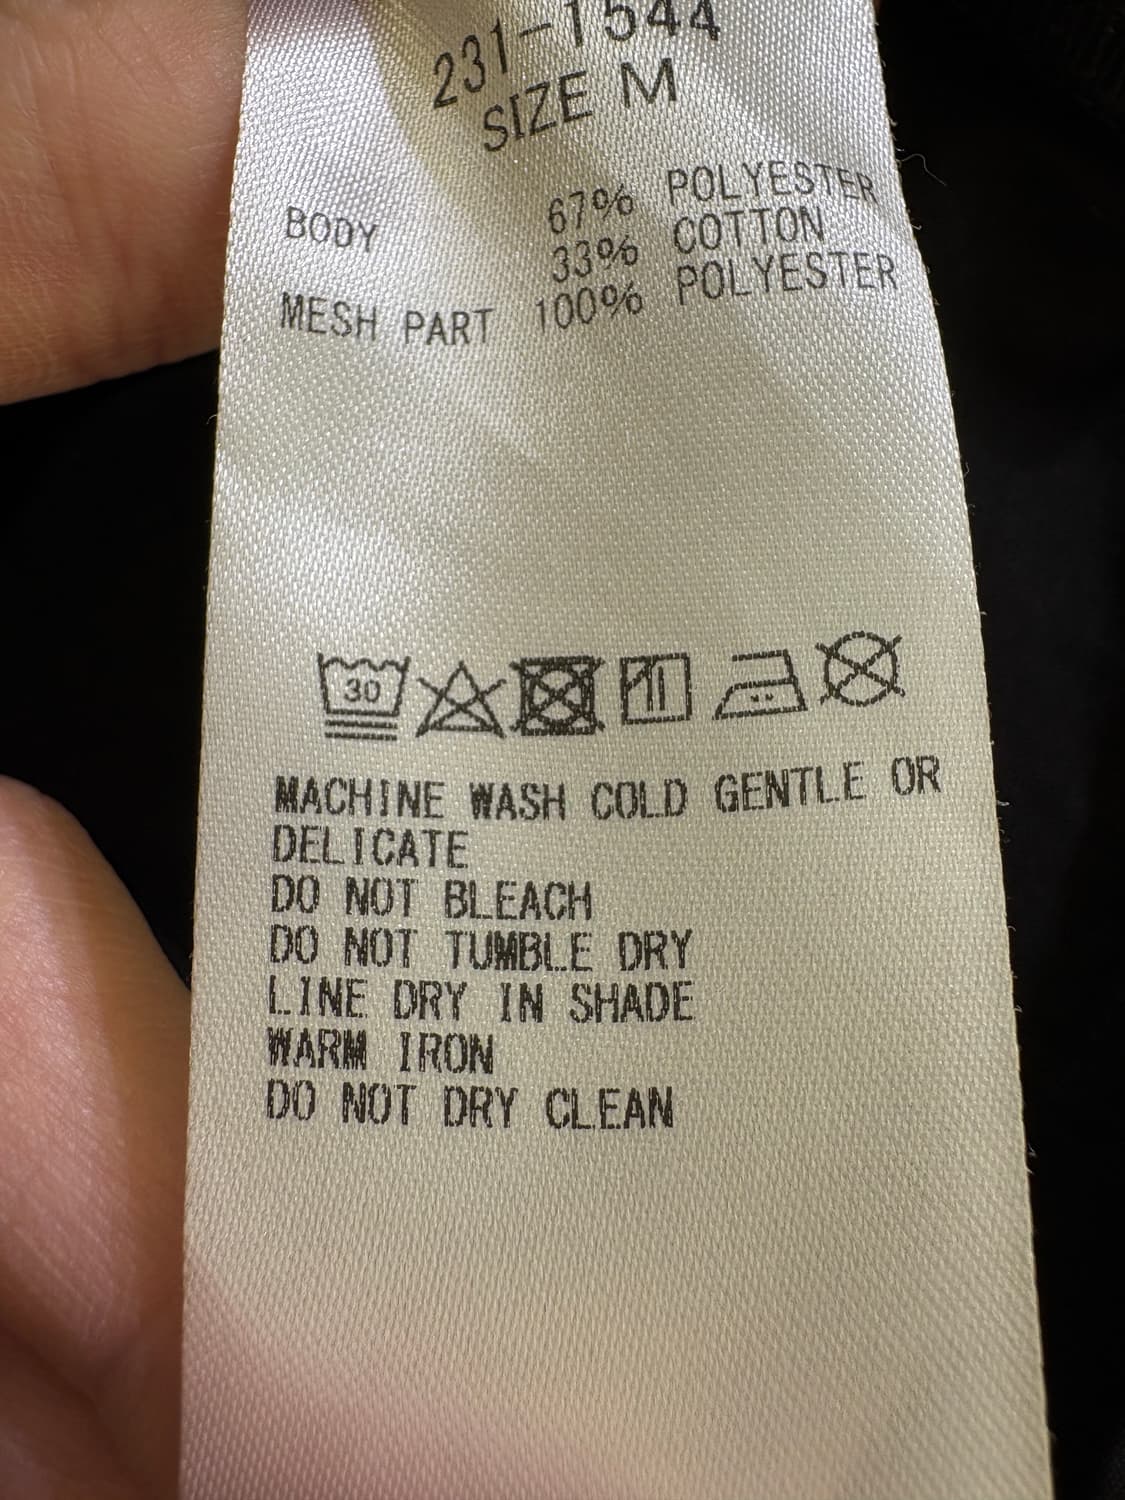 231-1544
SIZE M
BODY 67% POLYESTER
33% COTTON
MESH PART 100% POLYESTER
30
MACHINE WASH COLD GENTLE OR
DELICATE
DO NOT BLEACH
DO NOT TUMBLE DRY
LINE DRY IN SHADE
WARM IRON
DO NOT DRY CLEAN